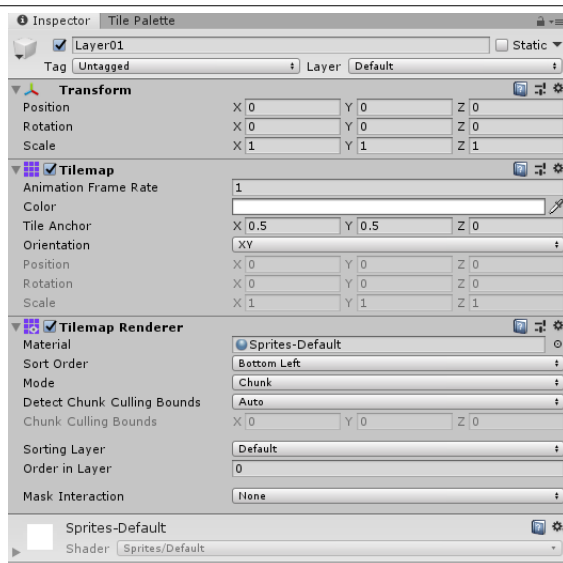 Inspector Tile Palette
Layer01 Static
Tag Untagged Layer Default
Transform
Position X 0 Y 0 Z 0
Rotation X 0 Y 0 Z 0
Scale X 1 Y 1 Z 1
Tilemap
Animation Frame Rate 1
Color
Tile Anchor X 0.5 Y 0.5 Z 0
Orientation XY
Position X 0 Y 0 Z 0
Rotation X 0 Y 0 Z 0
Scale X 1 Y 1 Z 1
Tilemap Renderer
Material Sprites-Default
Sort Order Bottom Left
Mode Chunk
Detect Chunk Culling Bounds Auto
Chunk Culling Bounds X 0 Y 0 Z 0
Sorting Layer Default
Order in Layer 0
Mask Interaction None
Sprites-Default
Shader Sprites/Default